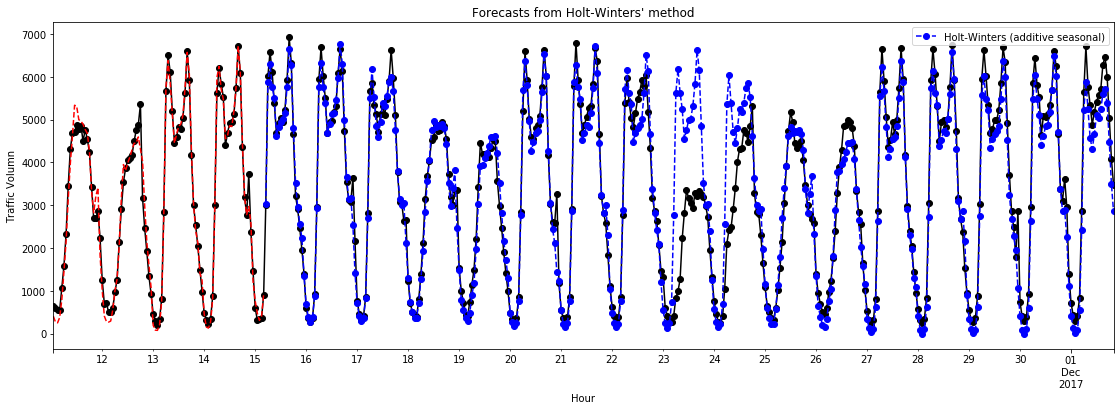 Forecasts from Holt-Winters' method
Holt-Winters (additive seasonal)
7000
6000
5000
4000
3000
2000
1000
0
Traffic Volumn
12 13 14 15 16 17 18 19 20 21 22 23 24 25 26 27 28 29 30 01
Dec
2017
Hour